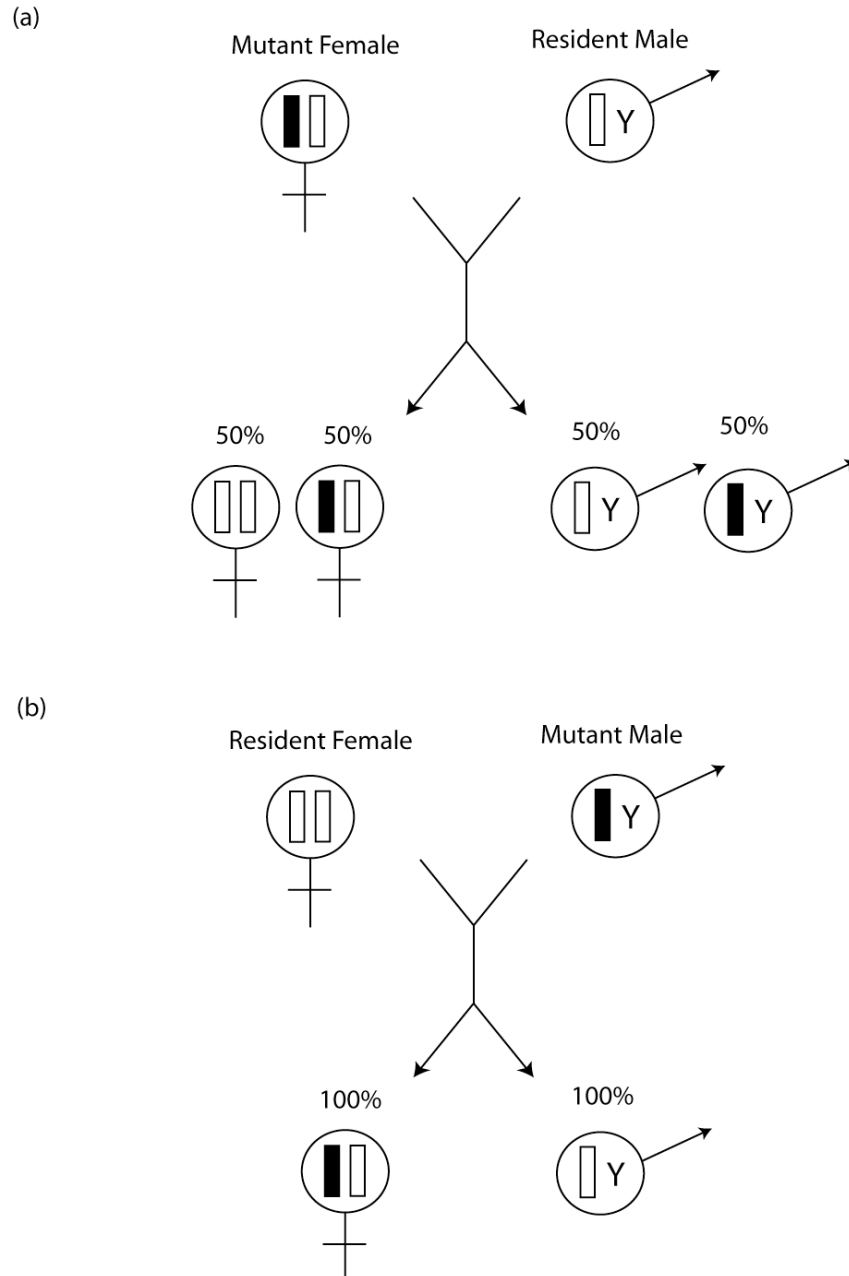 (a)
Mutant Female
Resident Male
Y
50%
50%
50%
50%
Y
Y
(b)
Resident Female
Mutant Male
Y
100%
100%
Y